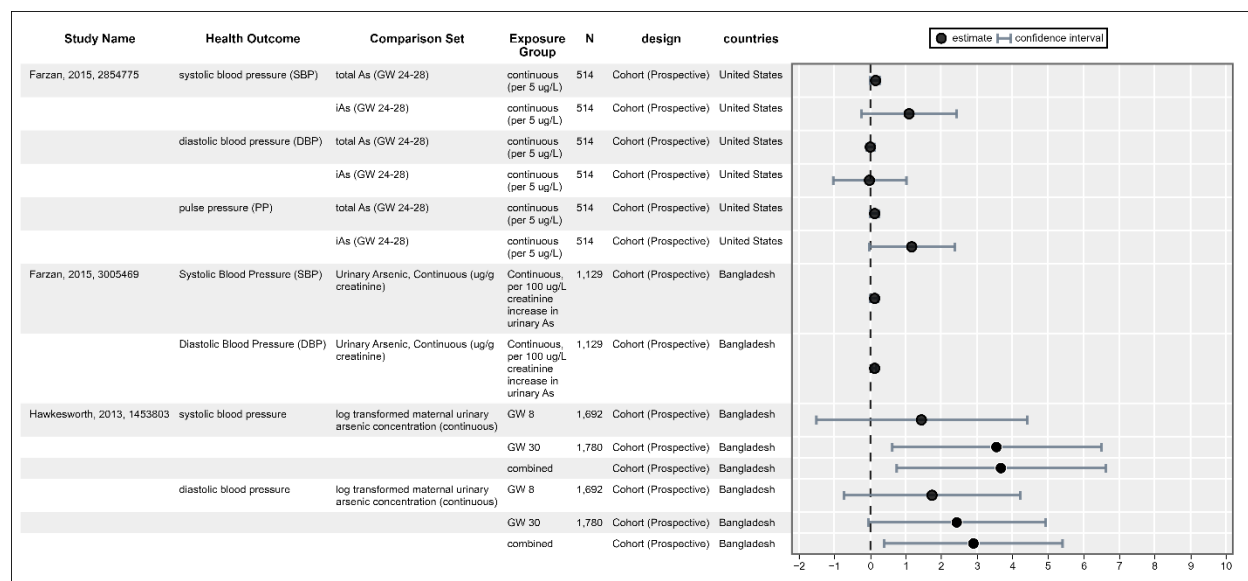 Study Name Health Outcome Comparison Set Exposure Group N design countries
estimate confidence interval
Farzan, 2015, 2854775 systolic blood pressure (SBP) total As (GW 24-28) continuous (per 5 ug/L) 514 Cohort (Prospective) United States
iAs (GW 24-28) continuous (per 5 ug/L) 514 Cohort (Prospective) United States
diastolic blood pressure (DBP) total As (GW 24-28) continuous (per 5 ug/L) 514 Cohort (Prospective) United States
iAs (GW 24-28) continuous (per 5 ug/L) 514 Cohort (Prospective) United States
pulse pressure (PP) total As (GW 24-28) continuous (per 5 ug/L) 514 Cohort (Prospective) United States
iAs (GW 24-28) continuous (per 5 ug/L) 514 Cohort (Prospective) United States
Farzan, 2015, 3005469 Systolic Blood Pressure (SBP) Urinary Arsenic, Continuous (ug/g creatinine) Continuous, per 100 ug/L creatinine increase in urinary As 1,129 Cohort (Prospective) Bangladesh
Diastolic Blood Pressure (DBP) Urinary Arsenic, Continuous (ug/g creatinine) Continuous, per 100 ug/L creatinine increase in urinary As 1,129 Cohort (Prospective) Bangladesh
Hawkesworth, 2013, 1453803 systolic blood pressure log transformed maternal urinary arsenic concentration (continuous) GW 8 1,692 Cohort (Prospective) Bangladesh
GW 30 1,780 Cohort (Prospective) Bangladesh
combined Cohort (Prospective) Bangladesh
diastolic blood pressure log transformed maternal urinary arsenic concentration (continuous) GW 8 1,692 Cohort (Prospective) Bangladesh
GW 30 1,780 Cohort (Prospective) Bangladesh
combined Cohort (Prospective) Bangladesh
−2 −1 0 1 2 3 4 5 6 7 8 9 10